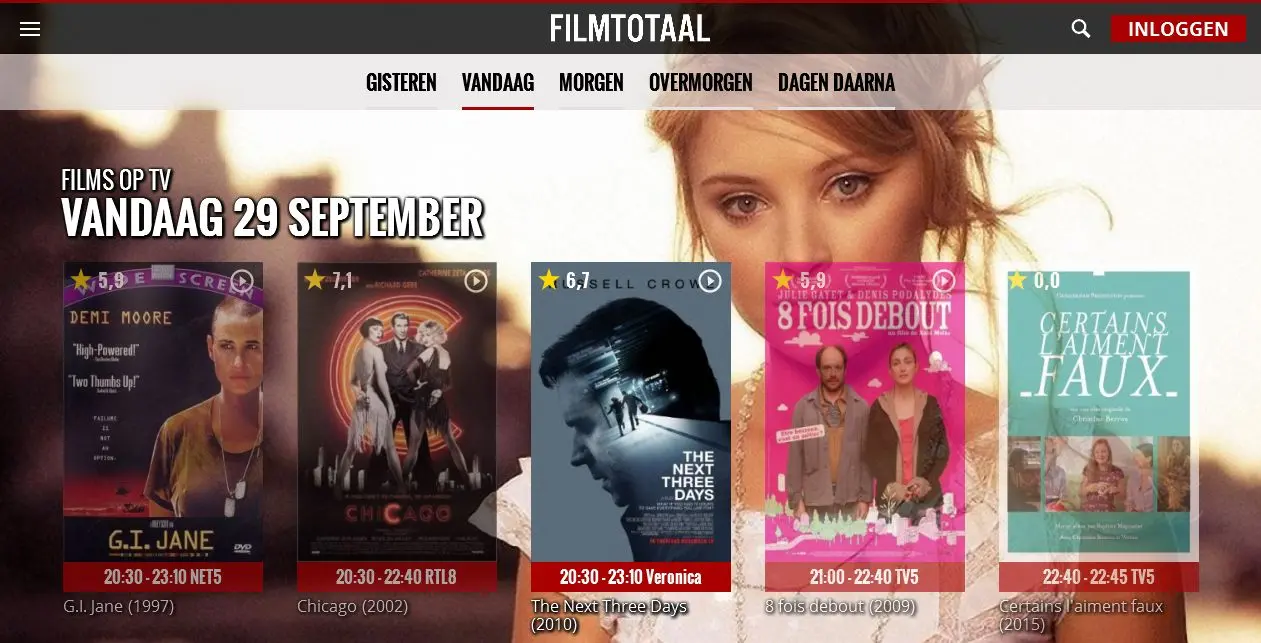 FILMTOTAAL
INLOGGEN
GISTEREN VANDAAG MORGEN OVERMORGEN DAGEN DAARNA
FILMS OP TV
VANDAAG 29 SEPTEMBER
5,9
WIDE SCREEN
DEMI MOORE
"High-Powered!"
"Two Thumbs Up!"
FAILURE
IS
NOT
AN
OPTION.
G.I. JANE
DVD
20:30 - 23:10 NET5
G.I. Jane (1997)
7,1
CATHERINE ZETA-JONES
RICHARD GERE
CHICAGO
20:30 - 22:40 RTL8
Chicago (2002)
6,7
RUSSELL CROWE
THE
NEXT
THREE
DAYS
20:30 - 23:10 Veronica
The Next Three Days
(2010)
5,9
JULIE GAYET & DENIS PODALYDÈS
8 FOIS DEBOUT
un film de Xabi Molia
21:00 - 22:40 TV5
8 fois debout (2009)
0,0
CERTAINS
L'AIMENT
FAUX
22:40 - 22:45 TV5
Certains l'aiment faux
(2015)